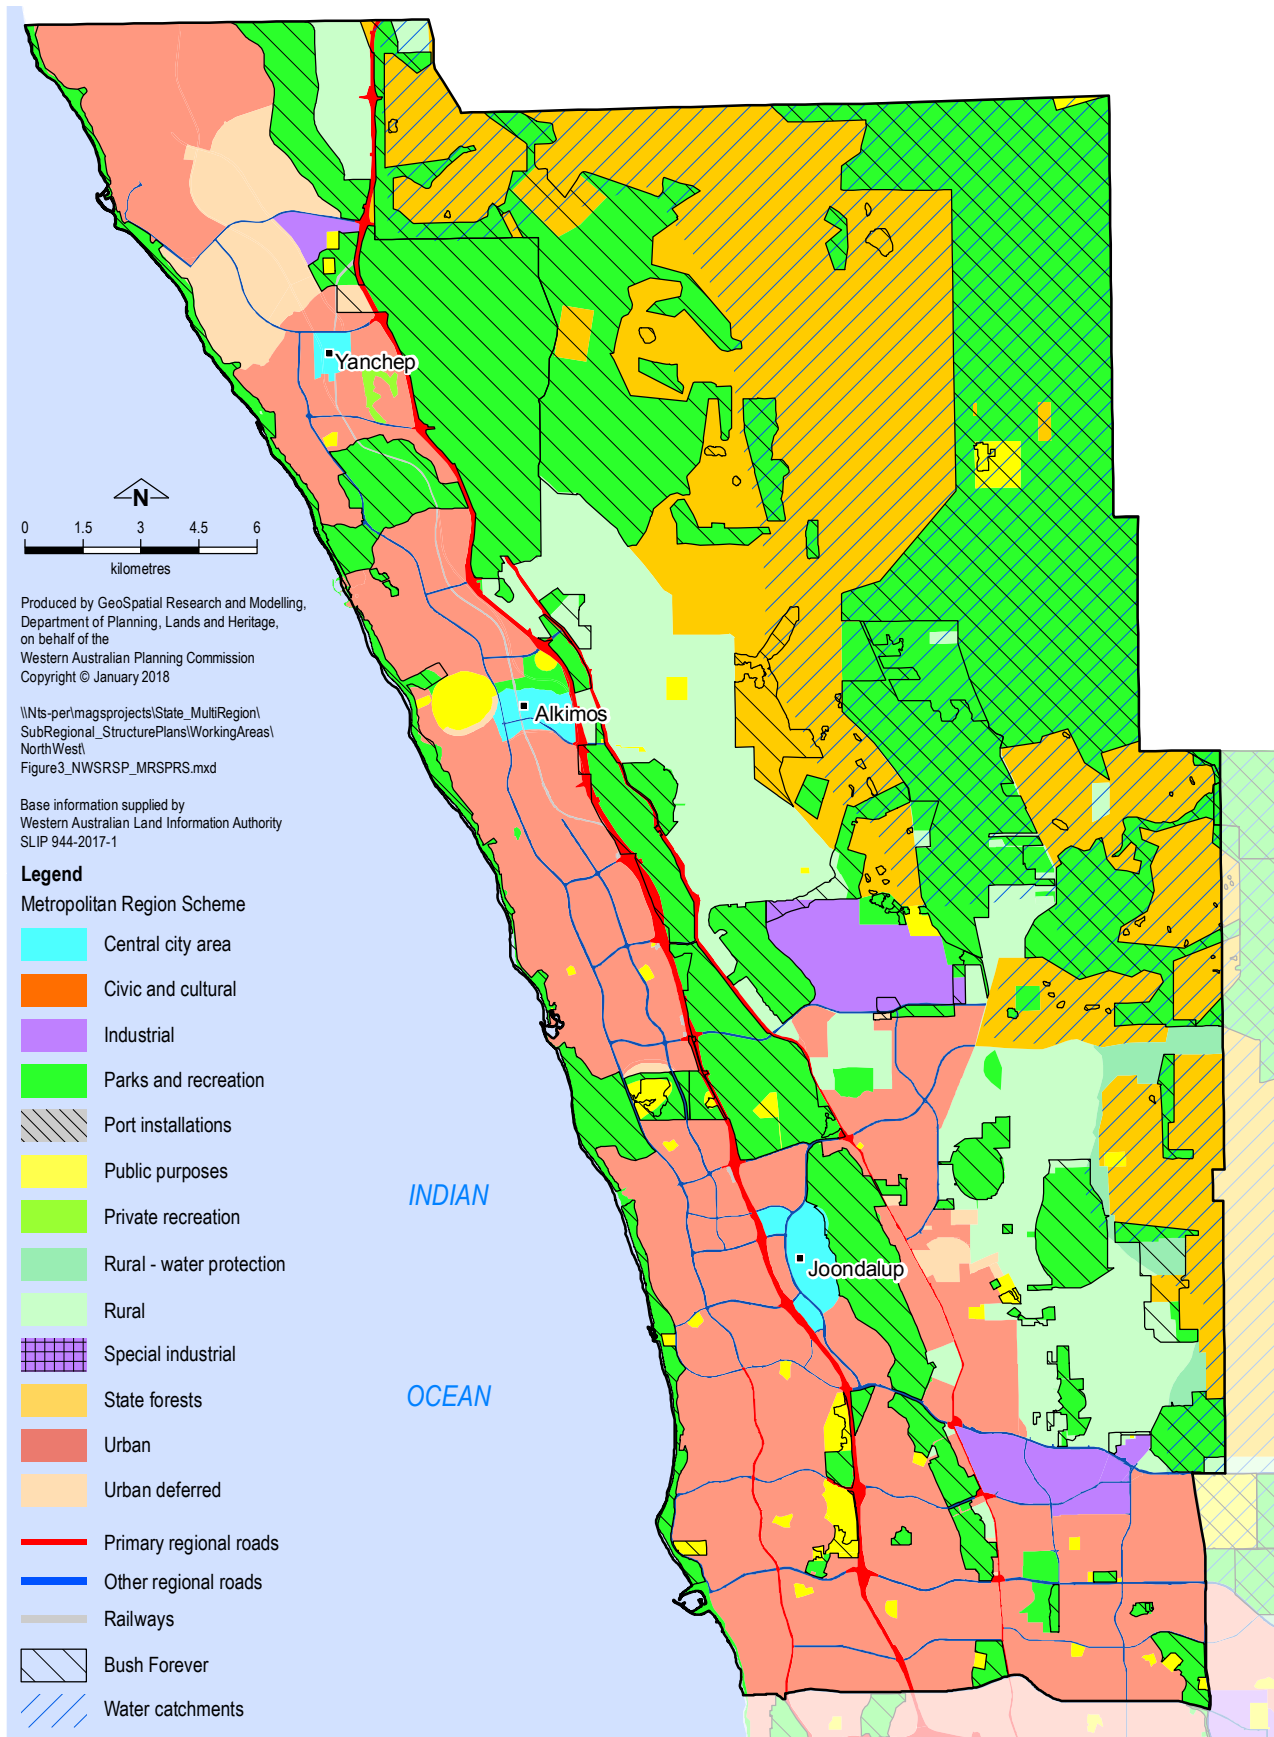 Yanchep
N
0 1.5 3 4.5 6
kilometres
Produced by GeoSpatial Research and Modelling,
Department of Planning, Lands and Heritage,
on behalf of the
Western Australian Planning Commission
Copyright © January 2018
\\Nts-per\magsprojects\State_MultiRegion\
SubRegional_StructurePlans\WorkingAreas\
NorthWest\
Figure3_NWSRSP_MRSPRS.mxd
Alkimos
Base information supplied by
Western Australian Land Information Authority
SLIP 944-2017-1
Legend
Metropolitan Region Scheme
Central city area
Civic and cultural
Industrial
Parks and recreation
Port installations
Public purposes
Private recreation
Rural - water protection
Rural
Special industrial
State forests
Urban
Urban deferred
Primary regional roads
Other regional roads
Railways
Bush Forever
Water catchments
INDIAN
OCEAN
Joondalup